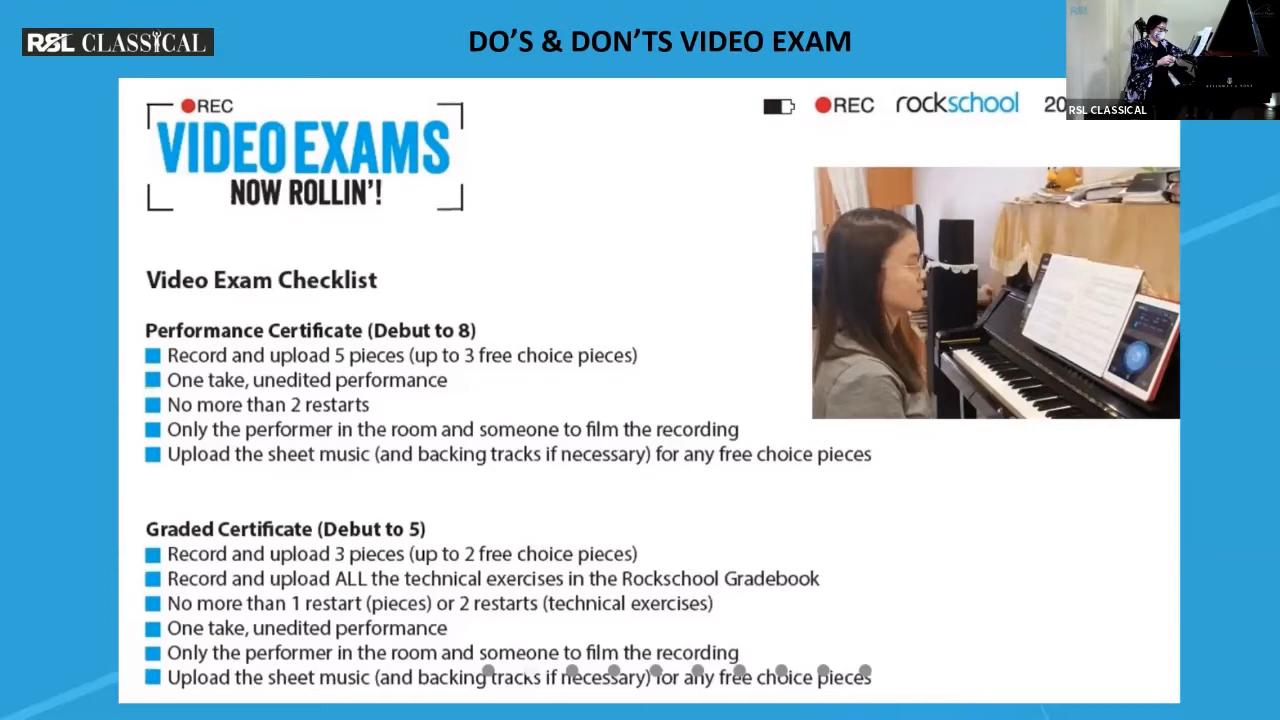 RSL CLASSICAL
DO'S & DON'TS VIDEO EXAM
RSL
RSL CLASSICAL
REC
VIDEO EXAMS
NOW ROLLIN'!
REC rockschool 20
Video Exam Checklist
Performance Certificate (Debut to 8)
Record and upload 5 pieces (up to 3 free choice pieces)
One take, unedited performance
No more than 2 restarts
Only the performer in the room and someone to film the recording
Upload the sheet music (and backing tracks if necessary) for any free choice pieces
Graded Certificate (Debut to 5)
Record and upload 3 pieces (up to 2 free choice pieces)
Record and upload ALL the technical exercises in the Rockschool Gradebook
No more than 1 restart (pieces) or 2 restarts (technical exercises)
One take, unedited performance
Only the performer in the room and someone to film the recording
Upload the sheet music (and backing tracks if necessary) for any free choice pieces